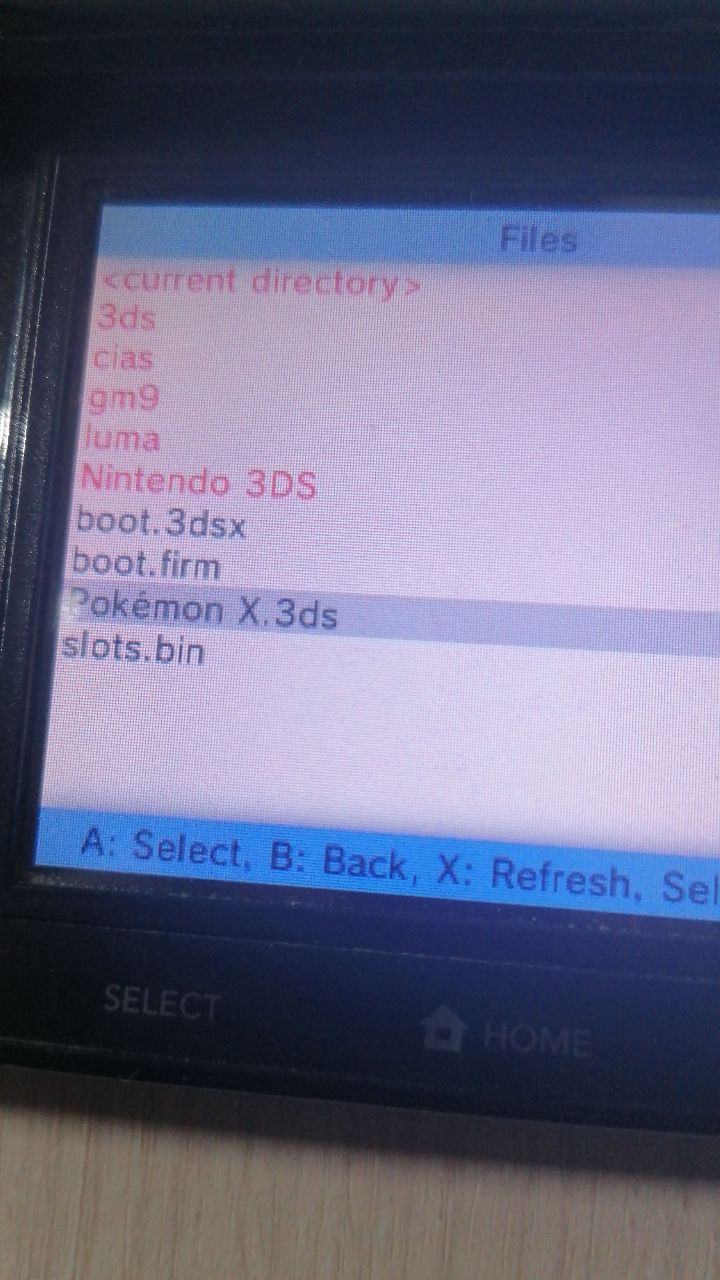 Files
<current directory>
3ds
cias
gm9
luma
Nintendo 3DS
boot.3dsx
boot.firm
Pokémon X.3ds
slots.bin
A: Select, B: Back, X: Refresh, Sel
SELECT
HOME